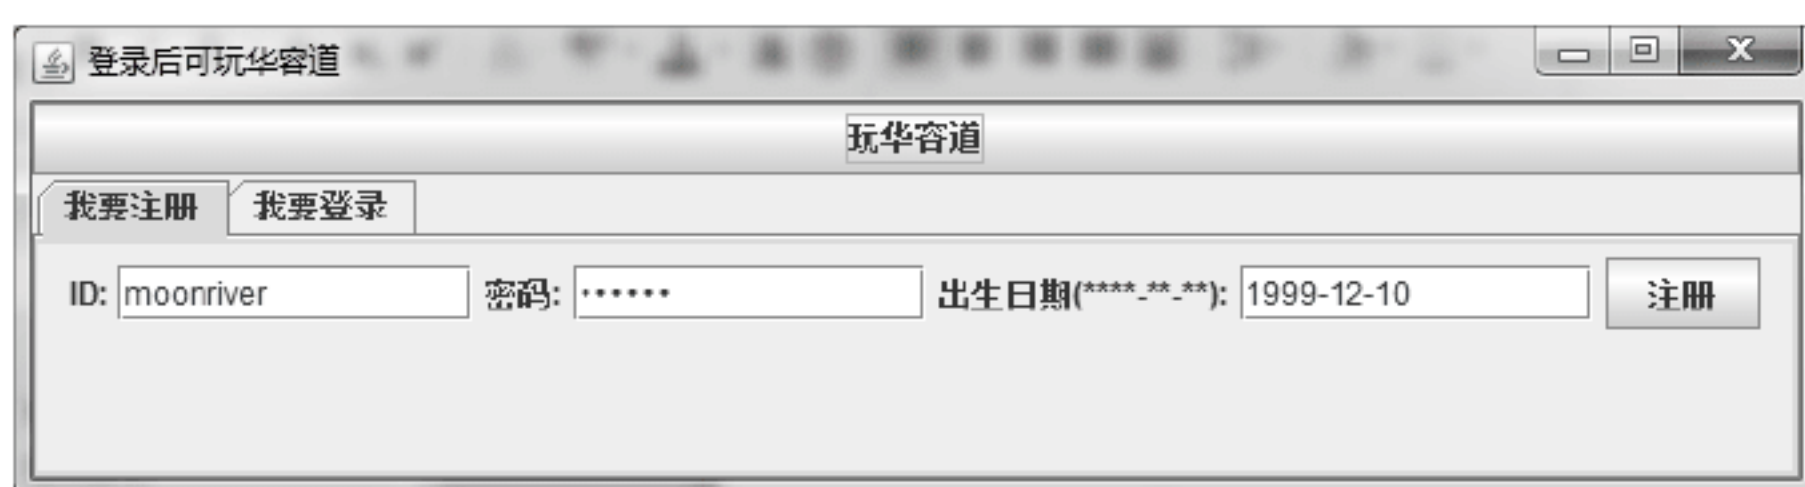 登录后可玩华容道
玩华容道
我要注册 我要登录
ID: moonriver 密码: ······ 出生日期(****-**-**): 1999-12-10 注册